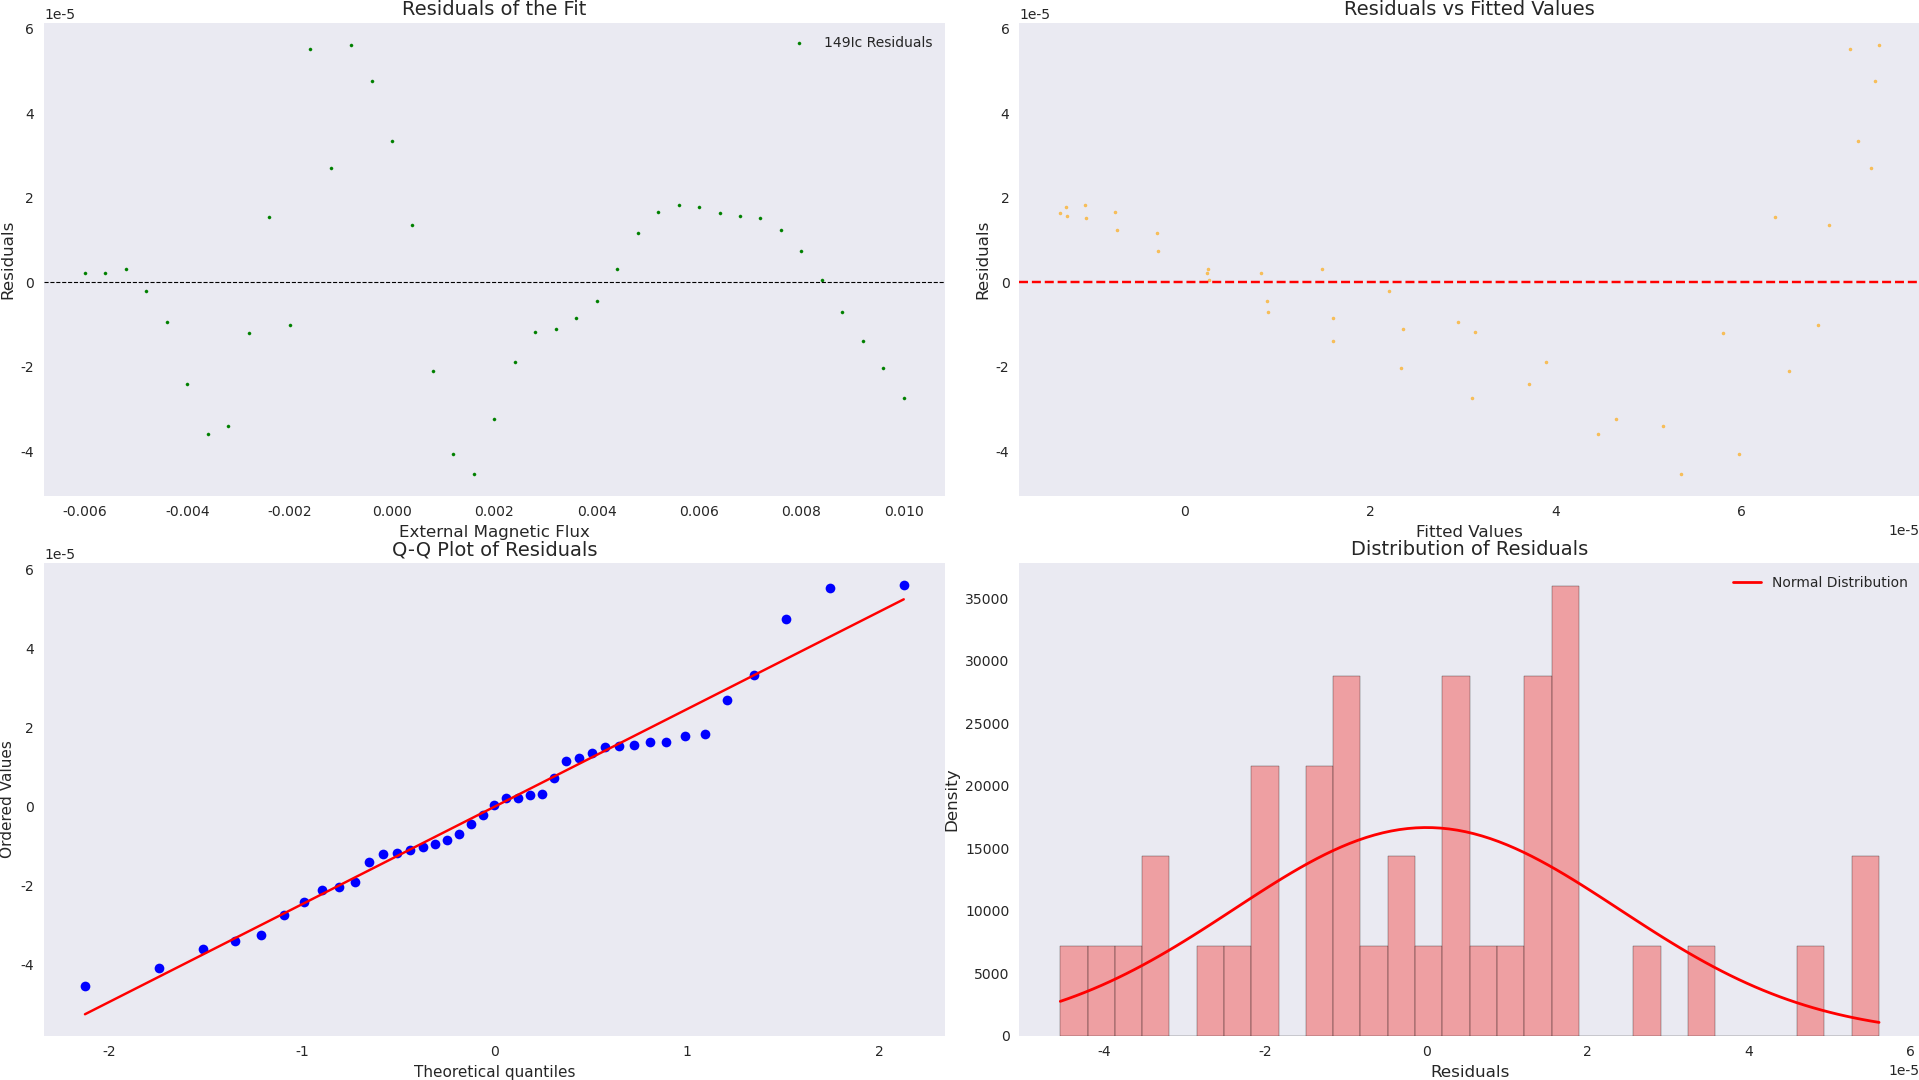 Residuals of the Fit
1e-5
149Ic Residuals
6
4
2
0
-2
-4
Residuals
-0.006 -0.004 -0.002 0.000 0.002 0.004 0.006 0.008 0.010
External Magnetic Flux
Residuals vs Fitted Values
1e-5
6
4
2
0
-2
-4
Residuals
0 2 4 6
1e-5
Fitted Values
Q-Q Plot of Residuals
1e-5
6
4
2
0
-2
-4
Ordered Values
-2 -1 0 1 2
Theoretical quantiles
Distribution of Residuals
Normal Distribution
35000
30000
25000
20000
15000
10000
5000
0
Density
-4 -2 0 2 4 6
1e-5
Residuals